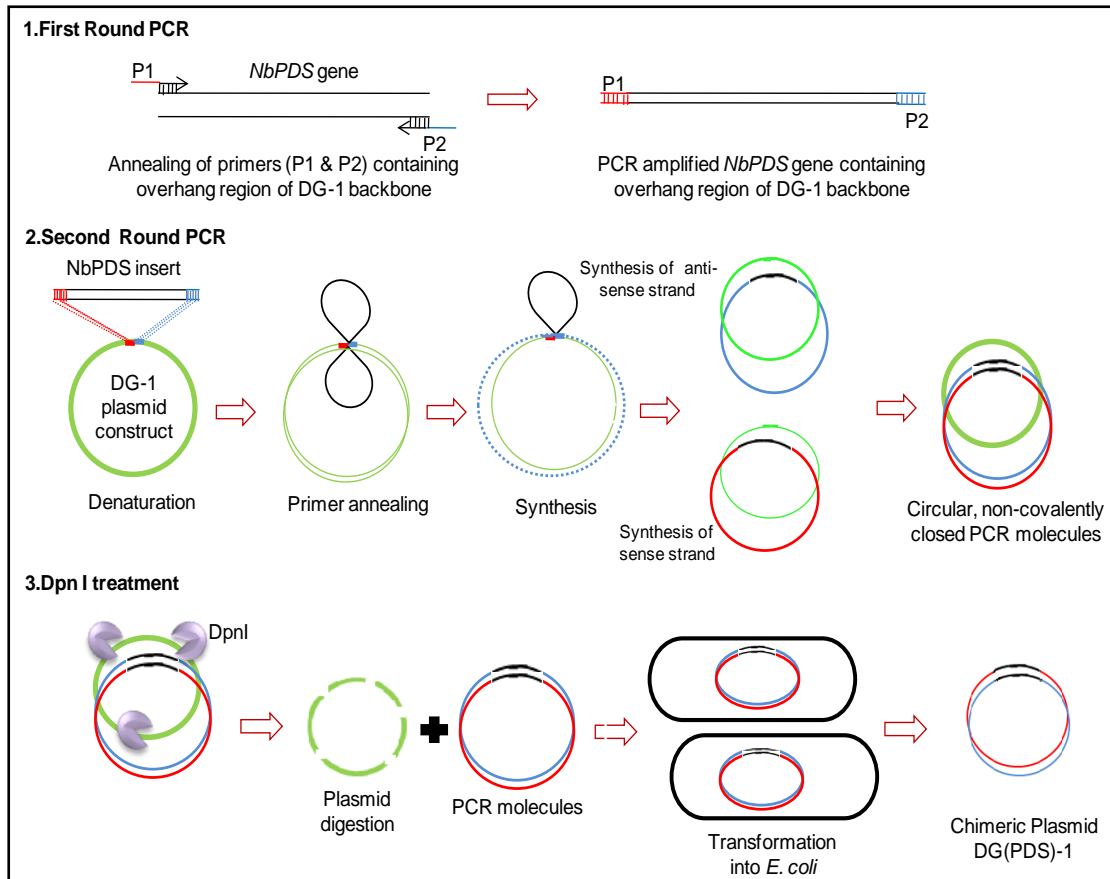 1.First Round PCR
P1
NbPDS gene
P2
Annealing of primers (P1 & P2) containing
overhang region of DG-1 backbone
P1
P2
PCR amplified NbPDS gene containing
overhang region of DG-1 backbone
2.Second Round PCR
NbPDS insert
DG-1
plasmid
construct
Denaturation
Primer annealing
Synthesis
Synthesis of anti-
sense strand
Synthesis of
sense strand
Circular, non-covalently
closed PCR molecules
3.Dpn I treatment
DpnI
Plasmid
digestion
PCR molecules
Transformation
into E. coli
Chimeric Plasmid
DG(PDS)-1